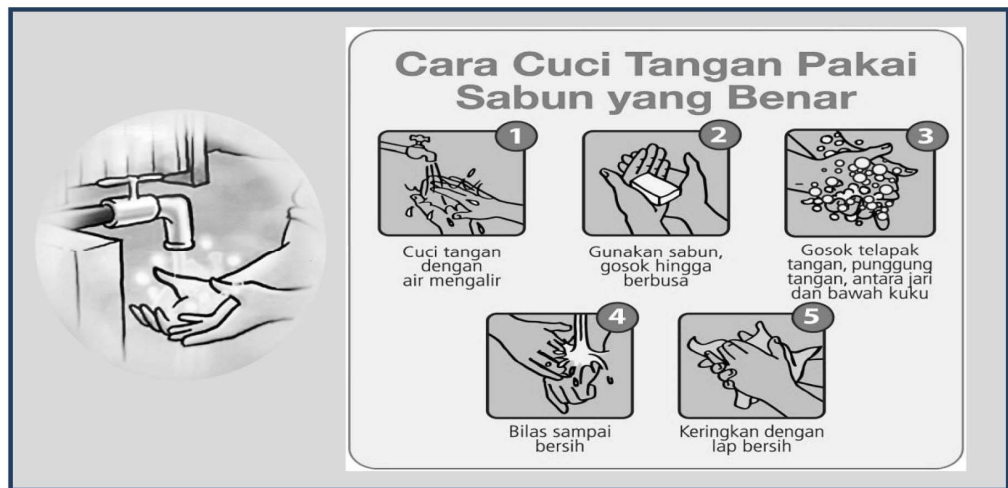 Cara Cuci Tangan Pakai
Sabun yang Benar
1
Cuci tangan
dengan
air mengalir
2
Gunakan sabun,
gosok hingga
berbusa
3
Gosok telapak
tangan, punggung
tangan, antara jari
dan bawah kuku
4
Bilas sampai
bersih
5
Keringkan dengan
lap bersih